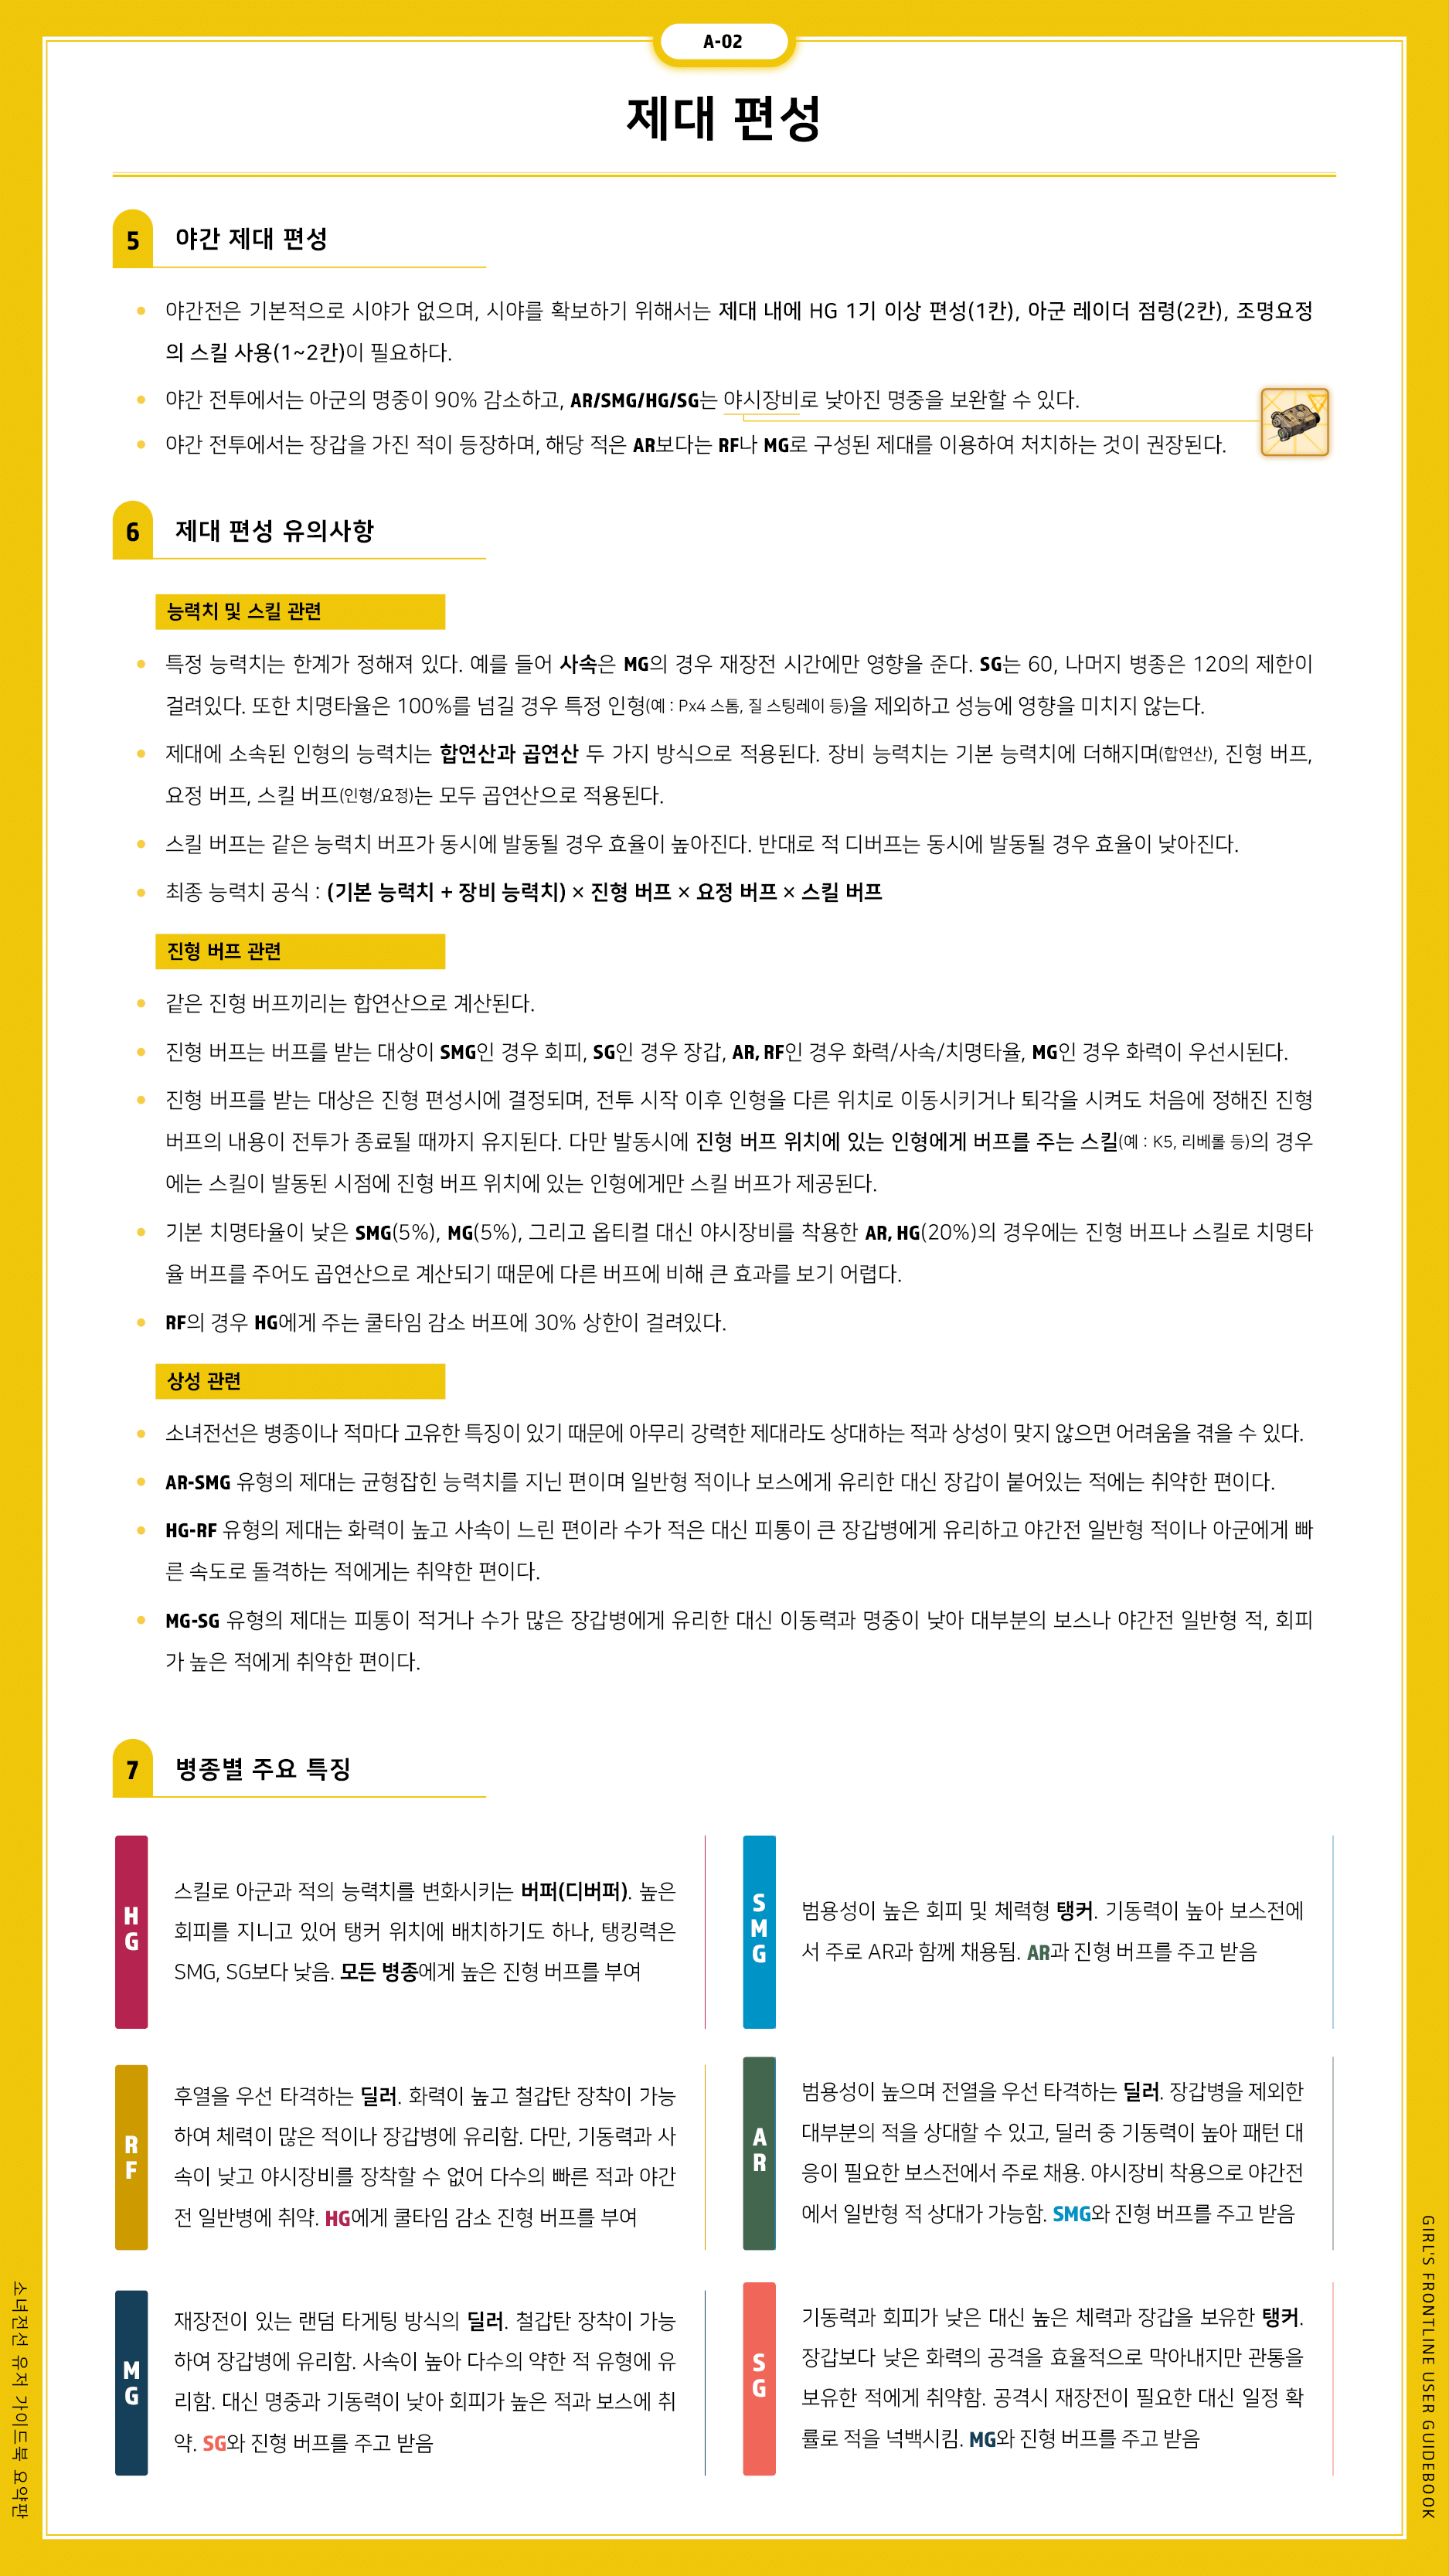 A-02
제대 편성
5 야간 제대 편성
야간전은 기본적으로 시야가 없으며, 시야를 확보하기 위해서는 제대 내에 HG 1기 이상 편성(1칸), 아군 레이더 점령(2칸), 조명요정
의 스킬 사용(1~2칸)이 필요하다.
야간 전투에서는 아군의 명중이 90% 감소하고, AR/SMG/HG/SG는 야시장비로 낮아진 명중을 보완할 수 있다.
야간 전투에서는 장갑을 가진 적이 등장하며, 해당 적은 AR보다는 RF나 MG로 구성된 제대를 이용하여 처치하는 것이 권장된다.
6 제대 편성 유의사항
능력치 및 스킬 관련
특정 능력치는 한계가 정해져 있다. 예를 들어 사속은 MG의 경우 재장전 시간에만 영향을 준다. SG는 60, 나머지 병종은 120의 제한이
걸려있다. 또한 치명타율은 100%를 넘길 경우 특정 인형(예 : Px4 스톰, 질 스팅레이 등)을 제외하고 성능에 영향을 미치지 않는다.
제대에 소속된 인형의 능력치는 합연산과 곱연산 두 가지 방식으로 적용된다. 장비 능력치는 기본 능력치에 더해지며(합연산), 진형 버프,
요정 버프, 스킬 버프(인형/요정)는 모두 곱연산으로 적용된다.
스킬 버프는 같은 능력치 버프가 동시에 발동될 경우 효율이 높아진다. 반대로 적 디버프는 동시에 발동될 경우 효율이 낮아진다.
최종 능력치 공식 : (기본 능력치 + 장비 능력치) × 진형 버프 × 요정 버프 × 스킬 버프
진형 버프 관련
같은 진형 버프끼리는 합연산으로 계산된다.
진형 버프는 버프를 받는 대상이 SMG인 경우 회피, SG인 경우 장갑, AR, RF인 경우 화력/사속/치명타율, MG인 경우 화력이 우선시된다.
진형 버프를 받는 대상은 진형 편성시에 결정되며, 전투 시작 이후 인형을 다른 위치로 이동시키거나 퇴각을 시켜도 처음에 정해진 진형
버프의 내용이 전투가 종료될 때까지 유지된다. 다만 발동시에 진형 버프 위치에 있는 인형에게 버프를 주는 스킬(예 : K5, 리베롤 등)의 경우
에는 스킬이 발동된 시점에 진형 버프 위치에 있는 인형에게만 스킬 버프가 제공된다.
기본 치명타율이 낮은 SMG(5%), MG(5%), 그리고 옵티컬 대신 야시장비를 착용한 AR, HG(20%)의 경우에는 진형 버프나 스킬로 치명타
율 버프를 주어도 곱연산으로 계산되기 때문에 다른 버프에 비해 큰 효과를 보기 어렵다.
RF의 경우 HG에게 주는 쿨타임 감소 버프에 30% 상한이 걸려있다.
상성 관련
소녀전선은 병종이나 적마다 고유한 특징이 있기 때문에 아무리 강력한 제대라도 상대하는 적과 상성이 맞지 않으면 어려움을 겪을 수 있다.
AR-SMG 유형의 제대는 균형잡힌 능력치를 지닌 편이며 일반형 적이나 보스에게 유리한 대신 장갑이 붙어있는 적에는 취약한 편이다.
HG-RF 유형의 제대는 화력이 높고 사속이 느린 편이라 수가 적은 대신 피통이 큰 장갑병에게 유리하고 야간전 일반형 적이나 아군에게 빠
른 속도로 돌격하는 적에게는 취약한 편이다.
MG-SG 유형의 제대는 피통이 적거나 수가 많은 장갑병에게 유리한 대신 이동력과 명중이 낮아 대부분의 보스나 야간전 일반형 적, 회피
가 높은 적에게 취약한 편이다.
7 병종별 주요 특징
HG
스킬로 아군과 적의 능력치를 변화시키는 버퍼(디버퍼). 높은
회피를 지니고 있어 탱커 위치에 배치하기도 하나, 탱킹력은
SMG, SG보다 낮음. 모든 병종에게 높은 진형 버프를 부여
SMG
범용성이 높은 회피 및 체력형 탱커. 기동력이 높아 보스전에
서 주로 AR과 함께 채용됨. AR과 진형 버프를 주고 받음
RF
후열을 우선 타격하는 딜러. 화력이 높고 철갑탄 장착이 가능
하여 체력이 많은 적이나 장갑병에 유리함. 다만, 기동력과 사
속이 낮고 야시장비를 장착할 수 없어 다수의 빠른 적과 야간
전 일반병에 취약. HG에게 쿨타임 감소 진형 버프를 부여
AR
범용성이 높으며 전열을 우선 타격하는 딜러. 장갑병을 제외한
대부분의 적을 상대할 수 있고, 딜러 중 기동력이 높아 패턴 대
응이 필요한 보스전에서 주로 채용. 야시장비 착용으로 야간전
에서 일반형 적 상대가 가능함. SMG와 진형 버프를 주고 받음
MG
재장전이 있는 랜덤 타게팅 방식의 딜러. 철갑탄 장착이 가능
하여 장갑병에 유리함. 사속이 높아 다수의 약한 적 유형에 유
리함. 대신 명중과 기동력이 낮아 회피가 높은 적과 보스에 취
약. SG와 진형 버프를 주고 받음
SG
기동력과 회피가 낮은 대신 높은 체력과 장갑을 보유한 탱커.
장갑보다 낮은 화력의 공격을 효율적으로 막아내지만 관통을
보유한 적에게 취약함. 공격시 재장전이 필요한 대신 일정 확
률로 적을 넉백시킴. MG와 진형 버프를 주고 받음
소녀전선 유저 가이드북 요약판
GIRL'S FRONTLINE USER GUIDEBOOK